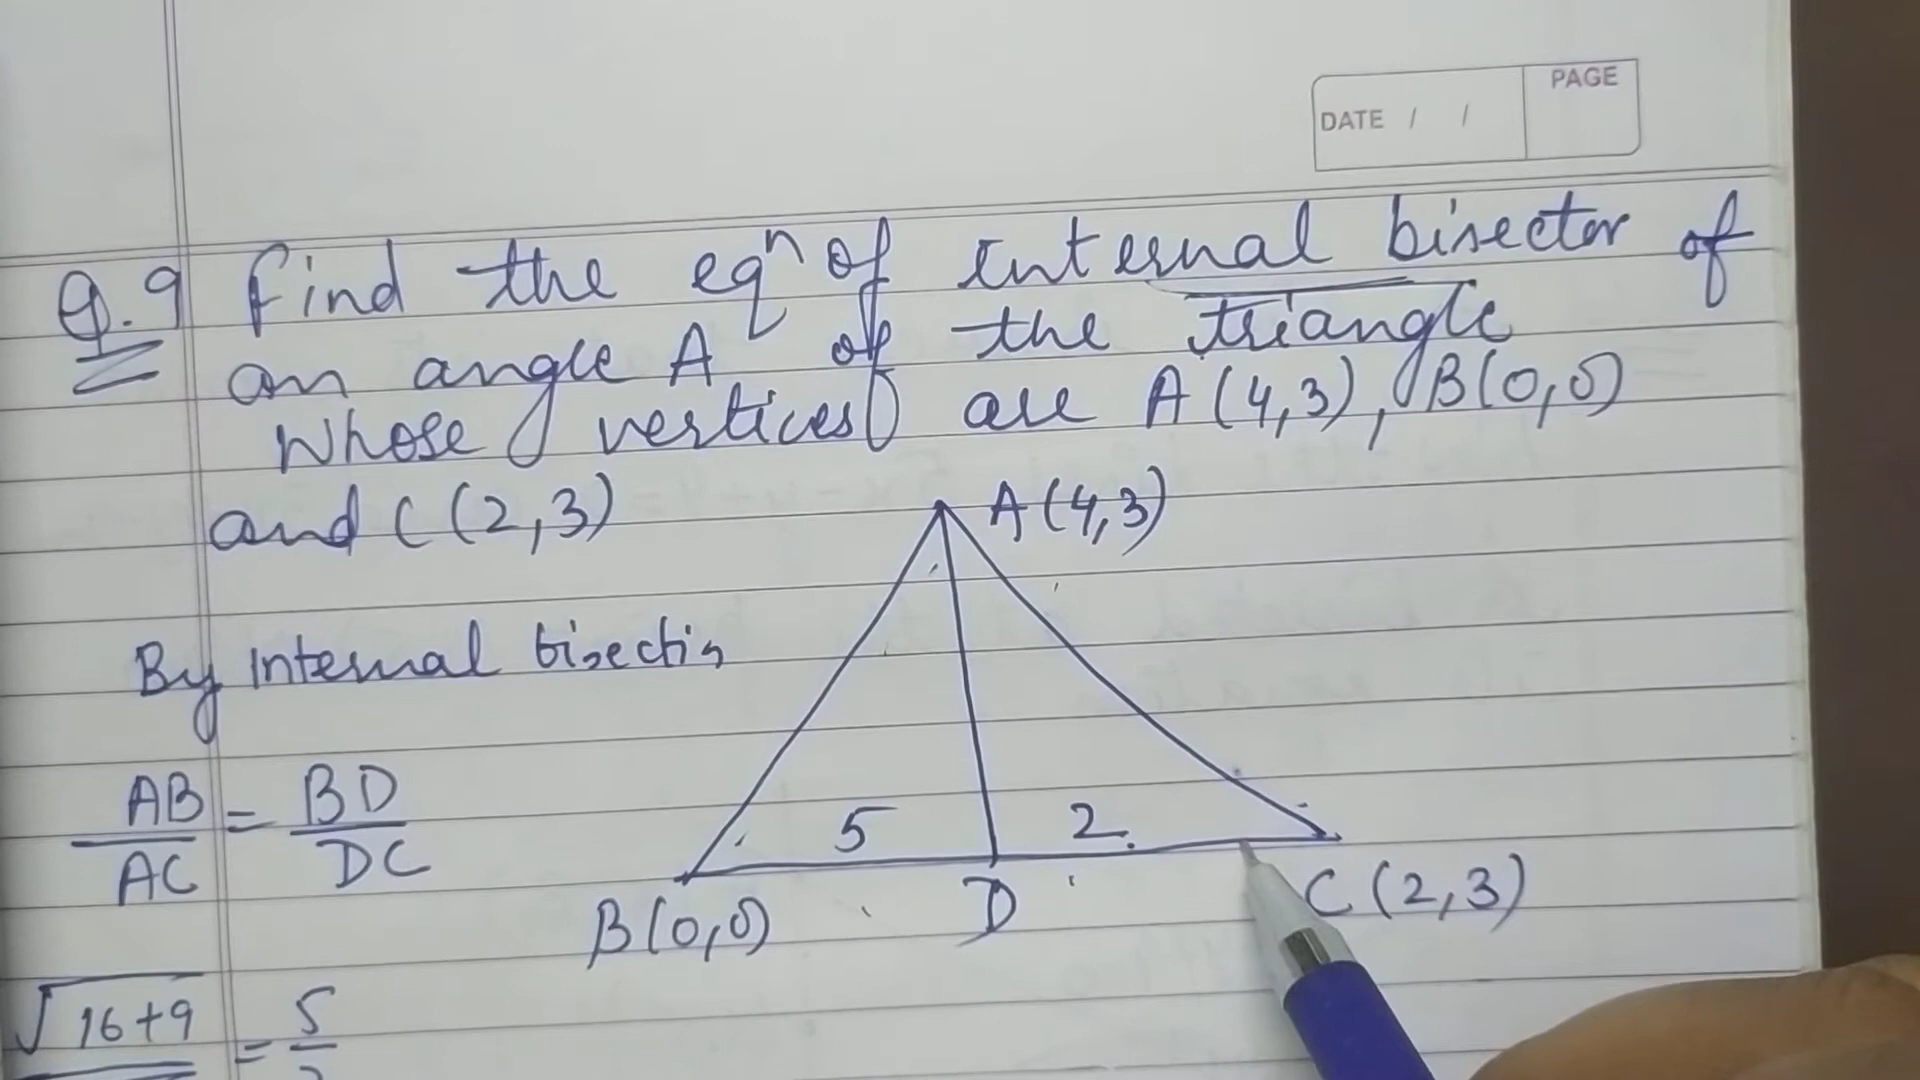 DATE / / PAGE
Q.9 Find the eqⁿ of internal bisector of
an angle A of the triangle
whose vertices are A(4,3), B(0,0)
and C(2,3)
A(4,3)
By Internal bisectin
AB/AC = BD/DC
5 2
B(0,0) D C(2,3)
√16+9 = 5